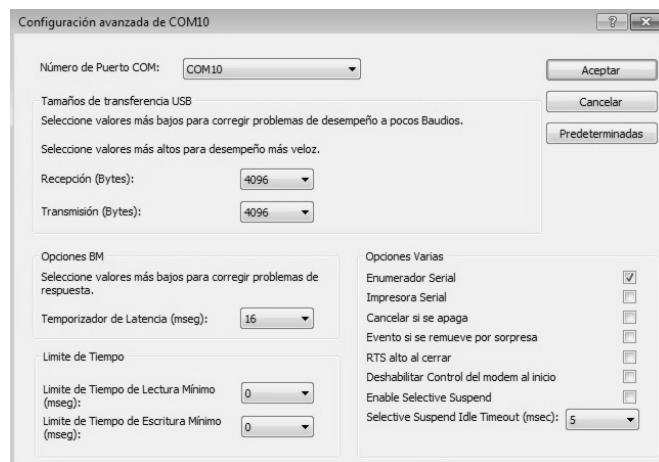 Configuración avanzada de COM10
Número de Puerto COM: COM10
Aceptar
Cancelar
Predeterminadas
Tamaños de transferencia USB
Seleccione valores más bajos para corregir problemas de desempeño a pocos Baudios.
Seleccione valores más altos para desempeño más veloz.
Recepción (Bytes): 4096
Transmisión (Bytes): 4096
Opciones BM
Seleccione valores más bajos para corregir problemas de
respuesta.
Temporizador de Latencia (mseg): 16
Limite de Tiempo
Limite de Tiempo de Lectura Mínimo
(mseg): 0
Limite de Tiempo de Escritura Mínimo
(mseg): 0
Opciones Varias
Enumerador Serial
Impresora Serial
Cancelar si se apaga
Evento si se remueve por sorpresa
RTS alto al cerrar
Deshabilitar Control del modem al inicio
Enable Selective Suspend
Selective Suspend Idle Timeout (msec): 5